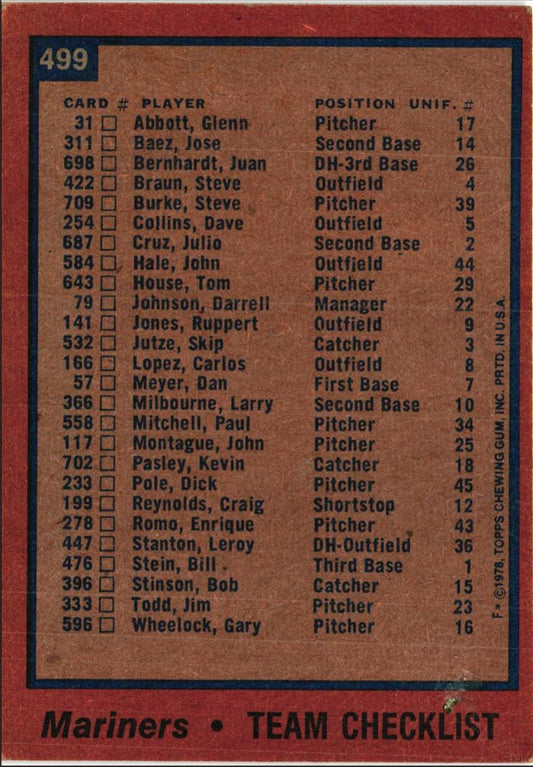 499
CARD # PLAYER POSITION UNIF. #
31 Abbott, Glenn Pitcher 17
311 Baez, Jose Second Base 14
698 Bernhardt, Juan DH-3rd Base 26
422 Braun, Steve Outfield 4
709 Burke, Steve Pitcher 39
254 Collins, Dave Outfield 5
687 Cruz, Julio Second Base 2
584 Hale, John Outfield 44
643 House, Tom Pitcher 29
79 Johnson, Darrell Manager 22
141 Jones, Ruppert Outfield 9
532 Jutze, Skip Catcher 3
166 Lopez, Carlos Outfield 8
57 Meyer, Dan First Base 7
366 Milbourne, Larry Second Base 10
558 Mitchell, Paul Pitcher 34
117 Montague, John Pitcher 25
702 Pasley, Kevin Catcher 18
233 Pole, Dick Pitcher 45
199 Reynolds, Craig Shortstop 12
278 Romo, Enrique Pitcher 43
447 Stanton, Leroy DH-Outfield 36
476 Stein, Bill Third Base 1
396 Stinson, Bob Catcher 15
333 Todd, Jim Pitcher 23
596 Wheelock, Gary Pitcher 16
F* ©1978, TOPPS CHEWING GUM, INC. PRTD. IN U.S.A.
Mariners • TEAM CHECKLIST